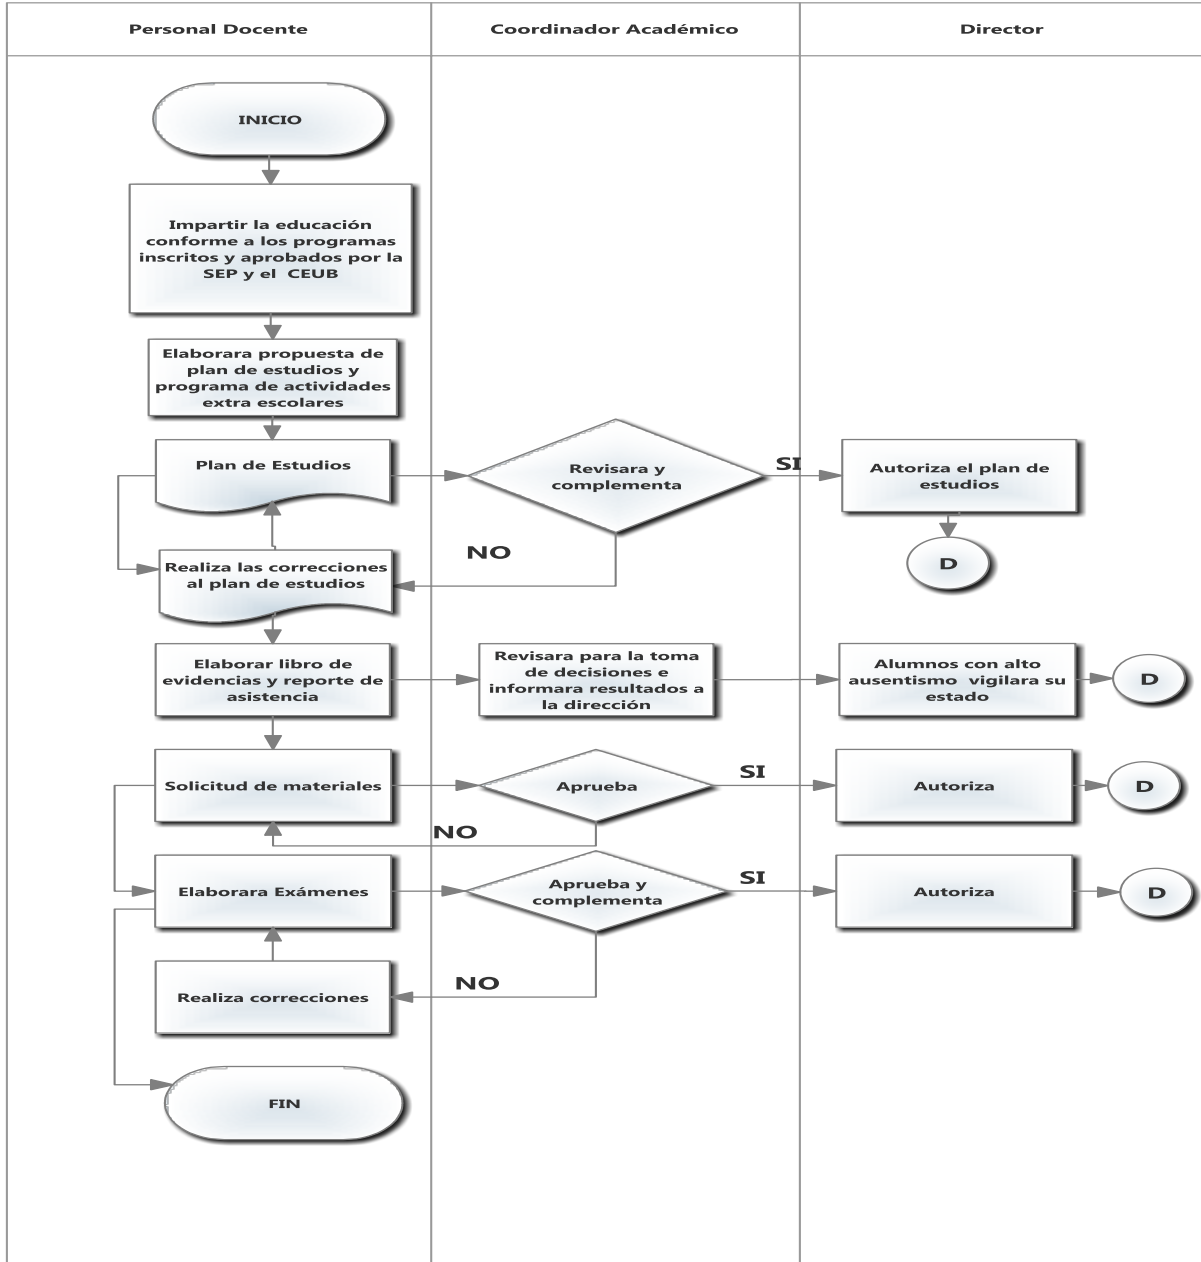 Personal Docente
Coordinador Académico
Director
INICIO
Impartir la educación
conforme a los programas
inscritos y aprobados por la
SEP y el CEUB
Elaborara propuesta de
plan de estudios y
programa de actividades
extra escolares
Plan de Estudios
Revisara y
complementa
SI
Autoriza el plan de
estudios
D
NO
Realiza las correcciones
al plan de estudios
Elaborar libro de
evidencias y reporte de
asistencia
Revisara para la toma
de decisiones e
informara resultados a
la dirección
Alumnos con alto
ausentismo vigilara su
estado
D
Solicitud de materiales
Aprueba
SI
Autoriza
D
NO
Elaborara Exámenes
Aprueba y
complementa
SI
Autoriza
D
NO
Realiza correcciones
FIN